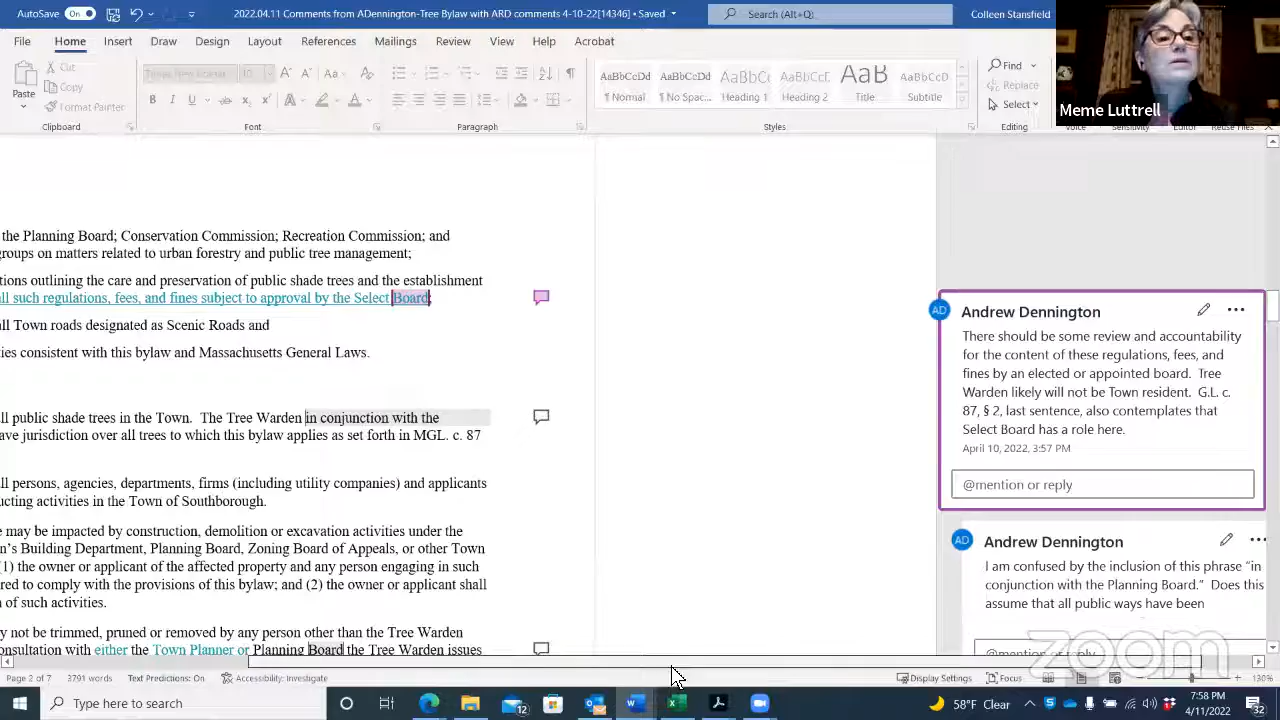 2022.04.11 Working Copy Tree Bylaw with ARD comments 4-10-22[14346] • Saved
Search (Alt+Q)
Colleen Stansfield
File Home Insert Draw Design Layout References Mailings Review View Help Acrobat
Paste
Cut
Copy
Format Painter
AaBbCcDd AaBbCcDd AaBbCc AaBbCcI AaB AaBbCcD
¶ Normal ¶ No Spac... Heading 1 Heading 2 Title Subtitle
Find
Replace
Select
Clipboard Font Paragraph Styles Editing Voice Sensitivity Editor Reuse Files
Meme Luttrell
the Planning Board; Conservation Commission; Recreation Commission; and
groups on matters related to urban forestry and public tree management;
tions outlining the care and preservation of public shade trees and the establishment
all such regulations, fees, and fines subject to approval by the Select Board;
all Town roads designated as Scenic Roads and
ties consistent with this bylaw and Massachusetts General Laws.
all public shade trees in the Town. The Tree Warden in conjunction with the
ave jurisdiction over all trees to which this bylaw applies as set forth in MGL. c. 87
all persons, agencies, departments, firms (including utility companies) and applicants
ucting activities in the Town of Southborough.
e may be impacted by construction, demolition or excavation activities under the
n's Building Department, Planning Board, Zoning Board of Appeals, or other Town
(1) the owner or applicant of the affected property and any person engaging in such
red to comply with the provisions of this bylaw; and (2) the owner or applicant shall
n of such activities.
y not be trimmed, pruned or removed by any person other than the Tree Warden
onsultation with either the Town Planner or Planning Board the Tree Warden issues
AD Andrew Dennington
There should be some review and accountability
for the content of these regulations, fees, and
fines by an elected or appointed board. Tree
Warden likely will not be Town resident. G.L. c.
87, § 2, last sentence, also contemplates that
Select Board has a role here.
April 10, 2022, 3:57 PM
@mention or reply
AD Andrew Dennington
I am confused by the inclusion of this phrase "in
conjunction with the Planning Board." Does this
assume that all public ways have been
@mention or reply
zoom
Page 2 of 7 3791 words Text Predictions: On Accessibility: Investigate Display Settings Focus 130%
Type here to search
12
58°F Clear
7:58 PM
4/11/2022